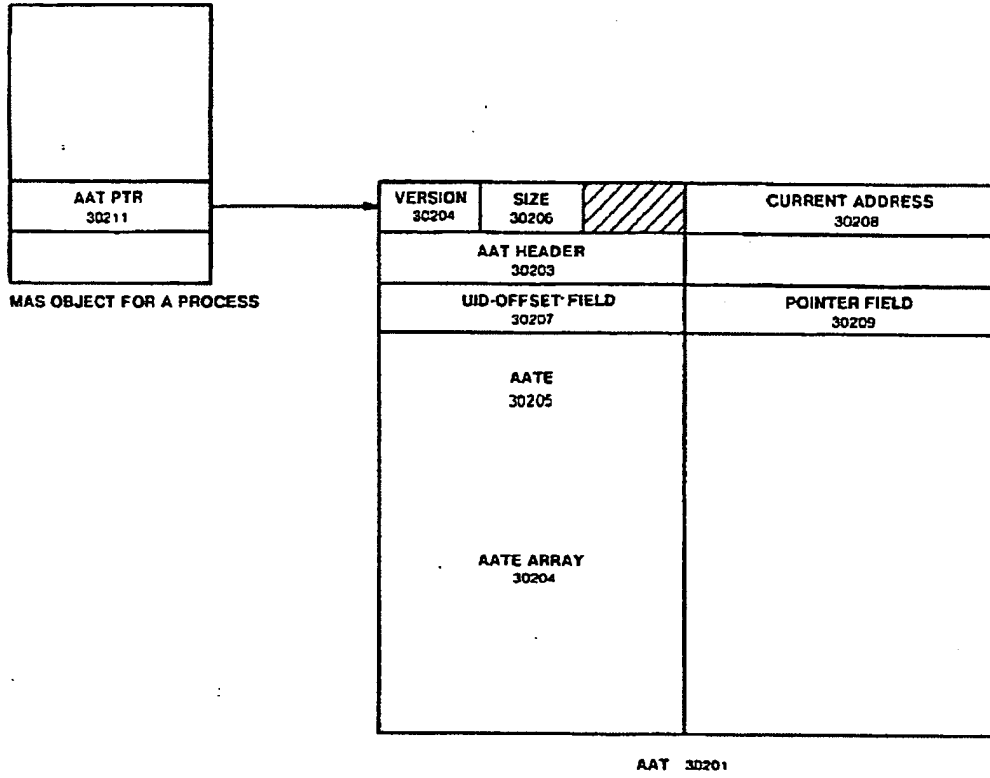 AAT PTR
30211
MAS OBJECT FOR A PROCESS
VERSION
30204
SIZE
30206
CURRENT ADDRESS
30208
AAT HEADER
30203
UID-OFFSET FIELD
30207
POINTER FIELD
30209
AATE
30205
AATE ARRAY
30204
AAT 30201